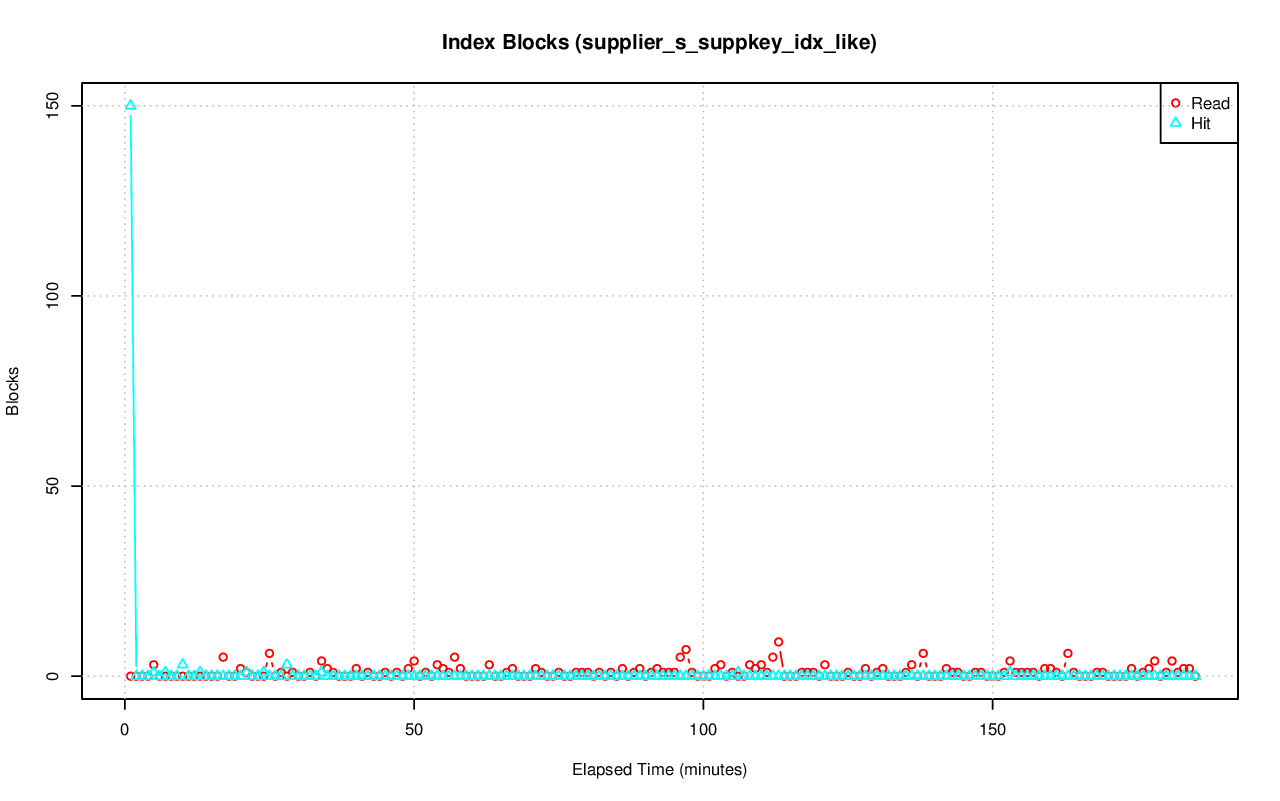 Index Blocks (supplier_s_suppkey_idx_like)
Read
Hit
150
100
50
0
Blocks
0 50 100 150
Elapsed Time (minutes)